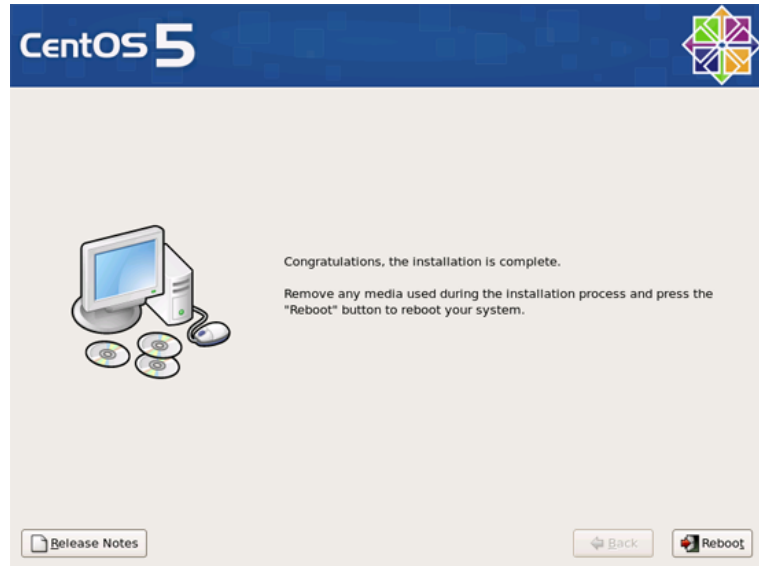 CentOS 5
Congratulations, the installation is complete.
Remove any media used during the installation process and press the
"Reboot" button to reboot your system.
Release Notes
Back
Reboot